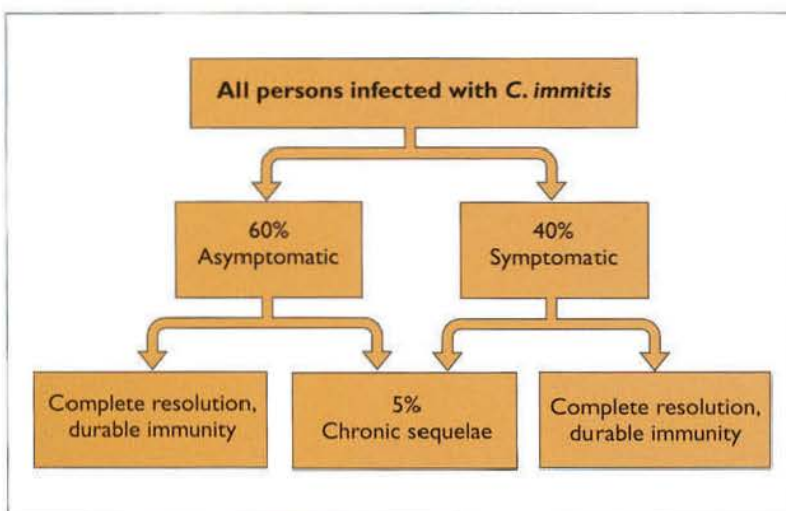 All persons infected with C. immitis
60%
Asymptomatic
40%
Symptomatic
Complete resolution,
durable immunity
5%
Chronic sequelae
Complete resolution,
durable immunity